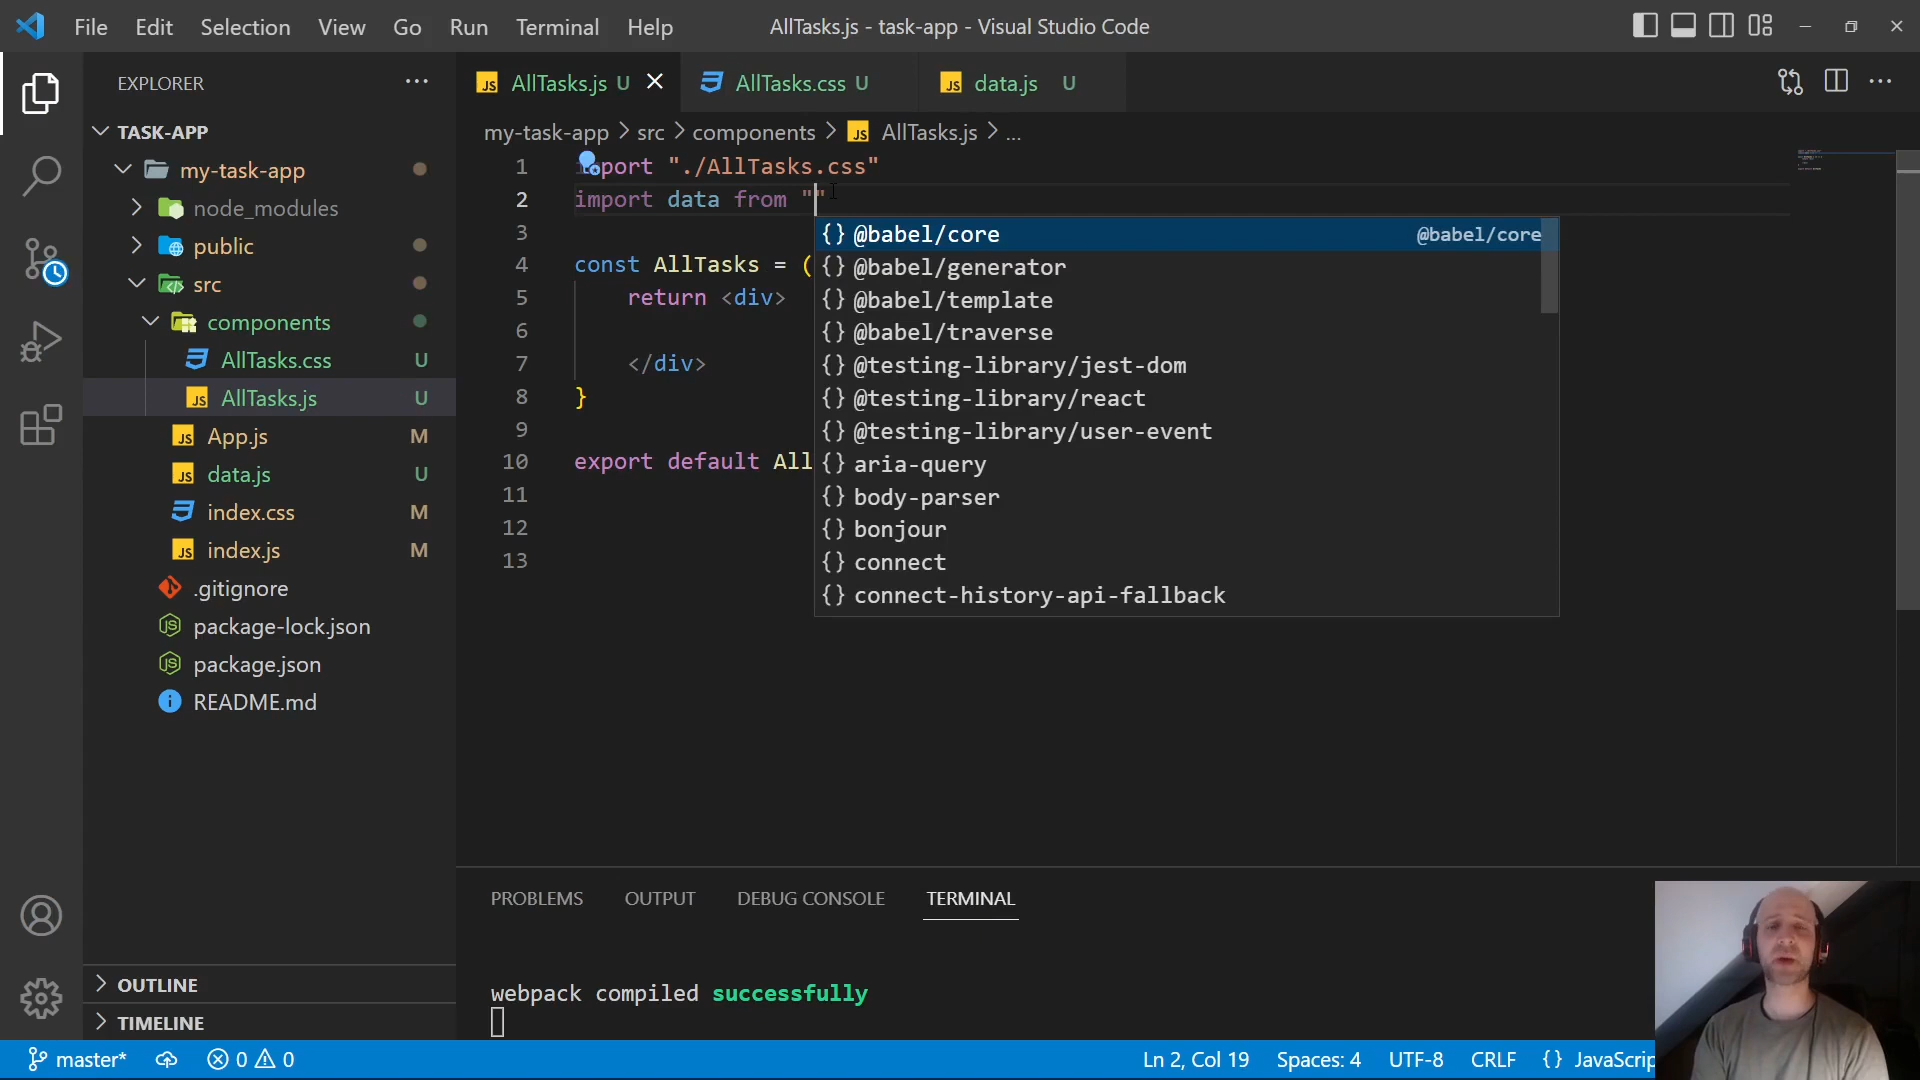 File Edit Selection View Go Run Terminal Help
AllTasks.js - task-app - Visual Studio Code
EXPLORER
TASK-APP
my-task-app
node_modules
public
src
components
AllTasks.css U
AllTasks.js U
App.js M
data.js U
index.css M
index.js M
.gitignore
package-lock.json
package.json
README.md
OUTLINE
TIMELINE
AllTasks.js U
AllTasks.css U
data.js U
my-task-app > src > components > AllTasks.js > ...
1 import "./AllTasks.css"
2 import data from ""
3
4 const AllTasks = (
5 return <div>
6
7 </div>
8 }
9
10 export default All
11
12
13
{} @babel/core @babel/core
{} @babel/generator
{} @babel/template
{} @babel/traverse
{} @testing-library/jest-dom
{} @testing-library/react
{} @testing-library/user-event
{} aria-query
{} body-parser
{} bonjour
{} connect
{} connect-history-api-fallback
PROBLEMS OUTPUT DEBUG CONSOLE TERMINAL
webpack compiled successfully
master* 0 0 Ln 2, Col 19 Spaces: 4 UTF-8 CRLF {} JavaScrip